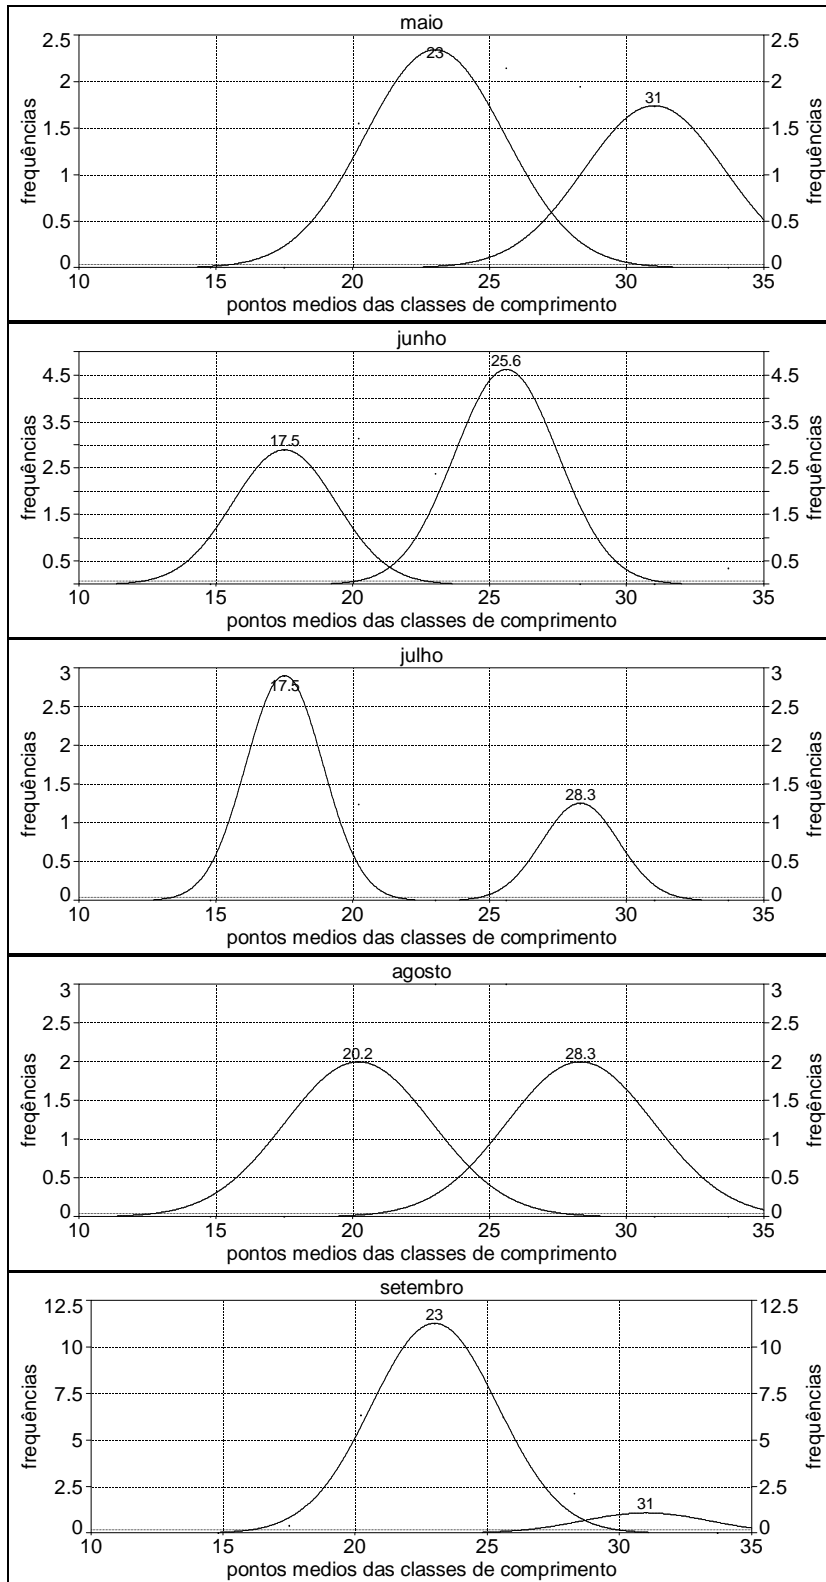 maio
2.5 2.5
2 2
1.5 1.5
1 1
0.5 0.5
0 0
frequências
frequências
23
31
10 15 20 25 30 35
pontos medios das classes de comprimento
junho
4.5 4.5
3.5 3.5
2.5 2.5
1.5 1.5
0.5 0.5
frequências
frequências
17.5
25.6
10 15 20 25 30 35
pontos medios das classes de comprimento
julho
3 3
2.5 2.5
2 2
1.5 1.5
1 1
0.5 0.5
0 0
frequências
frequências
17.5
28.3
10 15 20 25 30 35
pontos medios das classes de comprimento
agosto
3 3
2.5 2.5
2 2
1.5 1.5
1 1
0.5 0.5
0 0
freqências
frequências
20.2
28.3
10 15 20 25 30 35
pontos medios das classes de comprimento
setembro
12.5 12.5
10 10
7.5 7.5
5 5
2.5 2.5
0 0
frequências
frequências
23
31
10 15 20 25 30 35
pontos medios das classes de comprimento